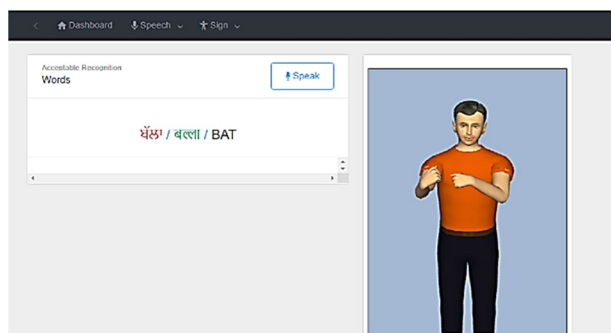 Dashboard Speech Sign
Acceptable Recognition
Words
Speak
ਬੱਲਾ / बल्ला / BAT